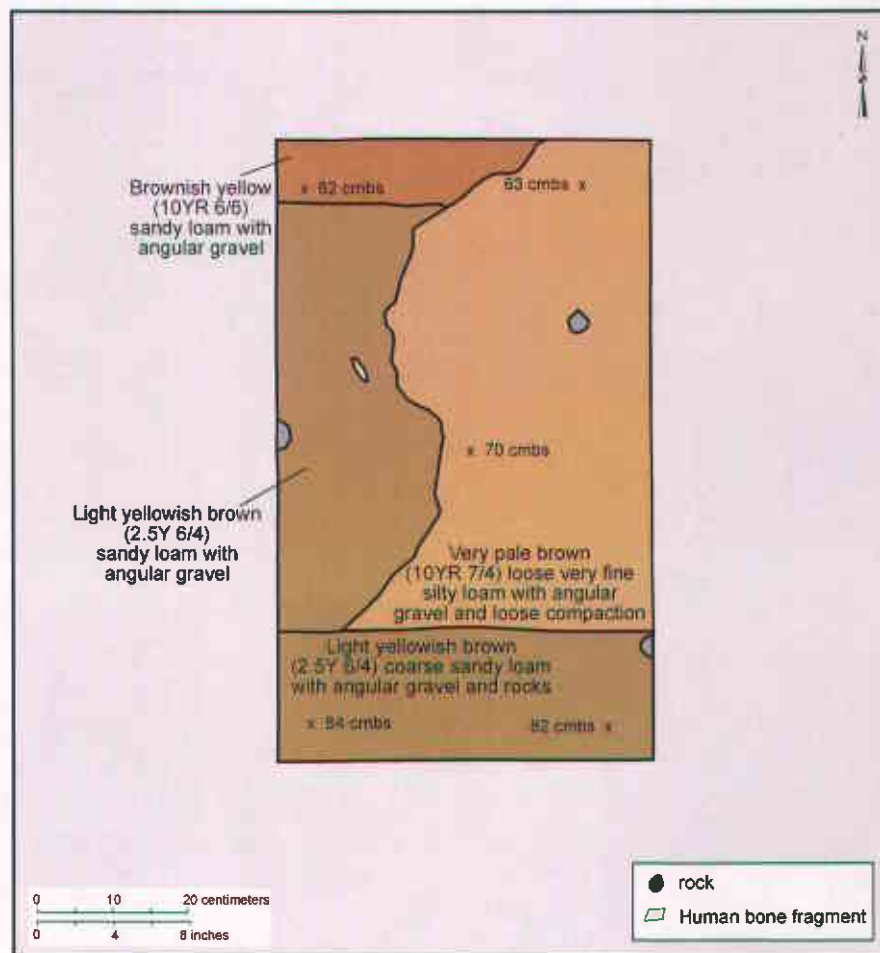 N
Brownish yellow
(10YR 6/6)
sandy loam with
angular gravel
x 62 cmbs
63 cmbs x
x 70 cmbs
Light yellowish brown
(2.5Y 6/4)
sandy loam with
angular gravel
Very pale brown
(10YR 7/4) loose very fine
silty loam with angular
gravel and loose compaction
Light yellowish brown
(2.5Y 6/4) coarse sandy loam
with angular gravel and rocks
x 84 cmbs
82 cmbs x
0 10 20 centimeters
0 4 8 inches
rock
Human bone fragment